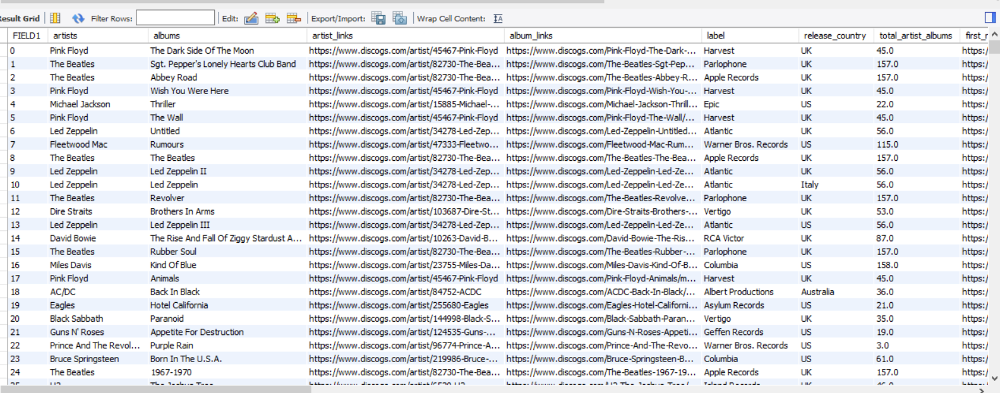 Result Grid Filter Rows: Edit: Export/Import: Wrap Cell Content:
FIELD1 artists albums artist_links album_links label release_country total_artist_albums first_r
0 Pink Floyd The Dark Side Of The Moon https://www.discogs.com/artist/45467-Pink-Floyd https://www.discogs.com/Pink-Floyd-The-Dark-... Harvest UK 45.0 https:/
1 The Beatles Sgt. Pepper's Lonely Hearts Club Band https://www.discogs.com/artist/82730-The-Bea... https://www.discogs.com/The-Beatles-Sgt-Pep... Parlophone UK 157.0 https:/
2 The Beatles Abbey Road https://www.discogs.com/artist/82730-The-Bea... https://www.discogs.com/The-Beatles-Abbey-R... Apple Records UK 157.0 https:/
3 Pink Floyd Wish You Were Here https://www.discogs.com/artist/45467-Pink-Floyd https://www.discogs.com/Pink-Floyd-Wish-You-... Harvest UK 45.0 https:/
4 Michael Jackson Thriller https://www.discogs.com/artist/15885-Michael-... https://www.discogs.com/Michael-Jackson-Thrill... Epic US 22.0 https:/
5 Pink Floyd The Wall https://www.discogs.com/artist/45467-Pink-Floyd https://www.discogs.com/Pink-Floyd-The-Wall/... Harvest UK 45.0 https:/
6 Led Zeppelin Untitled https://www.discogs.com/artist/34278-Led-Zep... https://www.discogs.com/Led-Zeppelin-Untitled... Atlantic UK 56.0 https:/
7 Fleetwood Mac Rumours https://www.discogs.com/artist/47333-Fleetwo... https://www.discogs.com/Fleetwood-Mac-Rum... Warner Bros. Records US 115.0 https:/
8 The Beatles The Beatles https://www.discogs.com/artist/82730-The-Bea... https://www.discogs.com/The-Beatles-The-Bea... Apple Records UK 157.0 https:/
9 Led Zeppelin Led Zeppelin II https://www.discogs.com/artist/34278-Led-Zep... https://www.discogs.com/Led-Zeppelin-Led-Ze... Atlantic UK 56.0 https:/
10 Led Zeppelin Led Zeppelin https://www.discogs.com/artist/34278-Led-Zep... https://www.discogs.com/Led-Zeppelin-Led-Ze... Atlantic Italy 56.0 https:/
11 The Beatles Revolver https://www.discogs.com/artist/82730-The-Bea... https://www.discogs.com/The-Beatles-Revolve... Parlophone UK 157.0 https:/
12 Dire Straits Brothers In Arms https://www.discogs.com/artist/103687-Dire-St... https://www.discogs.com/Dire-Straits-Brothers-... Vertigo UK 53.0 https:/
13 Led Zeppelin Led Zeppelin III https://www.discogs.com/artist/34278-Led-Zep... https://www.discogs.com/Led-Zeppelin-Led-Ze... Atlantic US 56.0 https:/
14 David Bowie The Rise And Fall Of Ziggy Stardust A... https://www.discogs.com/artist/10263-David-B... https://www.discogs.com/David-Bowie-The-Ris... RCA Victor UK 87.0 https:/
15 The Beatles Rubber Soul https://www.discogs.com/artist/82730-The-Bea... https://www.discogs.com/The-Beatles-Rubber-... Parlophone UK 157.0 https:/
16 Miles Davis Kind Of Blue https://www.discogs.com/artist/23755-Miles-Da... https://www.discogs.com/Miles-Davis-Kind-Of-B... Columbia US 158.0 https:/
17 Pink Floyd Animals https://www.discogs.com/artist/45467-Pink-Floyd https://www.discogs.com/Pink-Floyd-Animals/m... Harvest UK 45.0 https:/
18 AC/DC Back In Black https://www.discogs.com/artist/84752-ACDC https://www.discogs.com/ACDC-Back-In-Black/... Albert Productions Australia 36.0 https:/
19 Eagles Hotel California https://www.discogs.com/artist/255680-Eagles https://www.discogs.com/Eagles-Hotel-Californi... Asylum Records US 21.0 https:/
20 Black Sabbath Paranoid https://www.discogs.com/artist/144998-Black-S... https://www.discogs.com/Black-Sabbath-Paran... Vertigo UK 35.0 https:/
21 Guns N' Roses Appetite For Destruction https://www.discogs.com/artist/124535-Guns-... https://www.discogs.com/Guns-N-Roses-Appeti... Geffen Records US 19.0 https:/
22 Prince And The Revol... Purple Rain https://www.discogs.com/artist/96774-Prince-A... https://www.discogs.com/Prince-And-The-Revo... Warner Bros. Records US 3.0 https:/
23 Bruce Springsteen Born In The U.S.A. https://www.discogs.com/artist/219986-Bruce-... https://www.discogs.com/Bruce-Springsteen-B... Columbia US 61.0 https:/
24 The Beatles 1967-1970 https://www.discogs.com/artist/82730-The-Bea... https://www.discogs.com/The-Beatles-1967-19... Apple Records UK 157.0 https:/